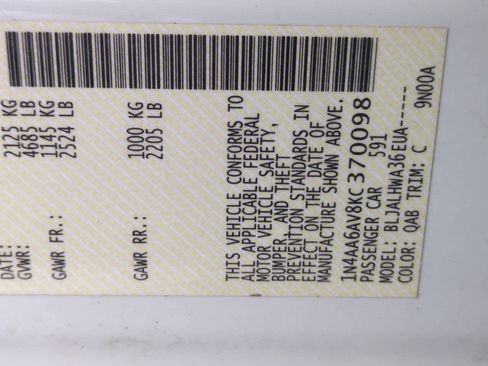 DATE:
GVWR: 2125 KG
4685 LB
GAWR FR.: 1145 KG
2524 LB
GAWR RR.: 1000 KG
2205 LB
THIS VEHICLE CONFORMS TO
ALL APPLICABLE FEDERAL
MOTOR VEHICLE SAFETY,
BUMPER, AND THEFT
PREVENTION STANDARDS IN
EFFECT ON THE DATE OF
MANUFACTURE SHOWN ABOVE.
1N4AA6AV8KC370098
PASSENGER CAR 591
MODEL: BLJALHWA36EUA-----
COLOR: QAB TRIM: C 9N00A